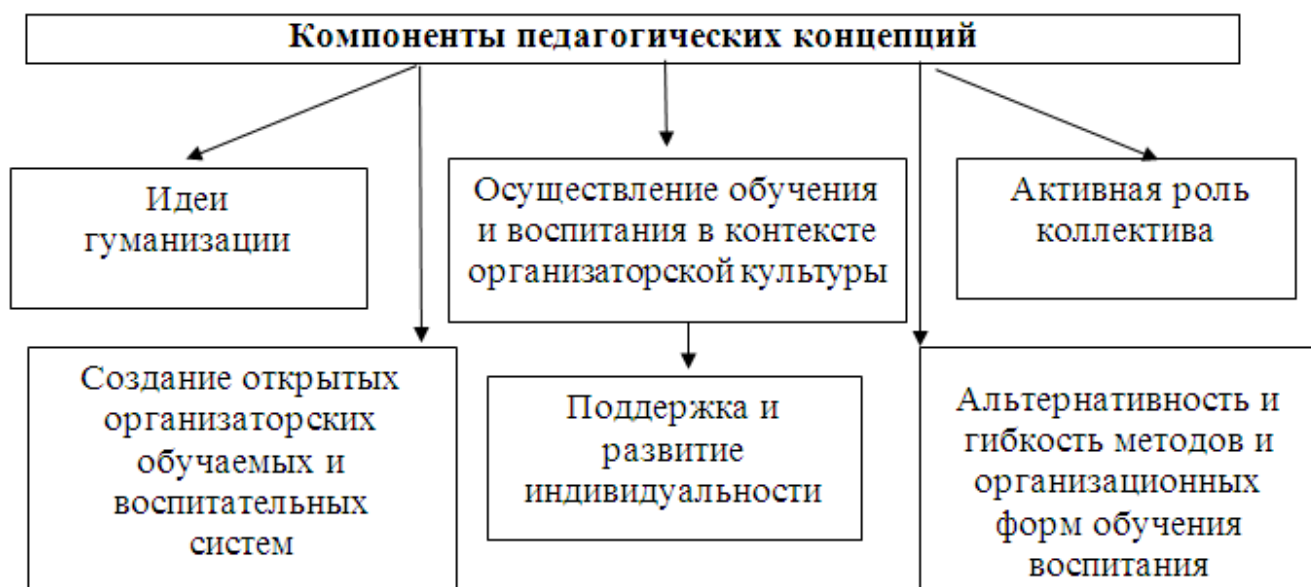 Компоненты педагогических концепций
Идеи
гуманизации
Осуществление обучения
и воспитания в контексте
организаторской культуры
Активная роль
коллектива
Создание открытых
организаторских
обучаемых и
воспитательных
систем
Поддержка и
развитие
индивидуальности
Альтернативность и
гибкость методов и
организационных
форм обучения
воспитания